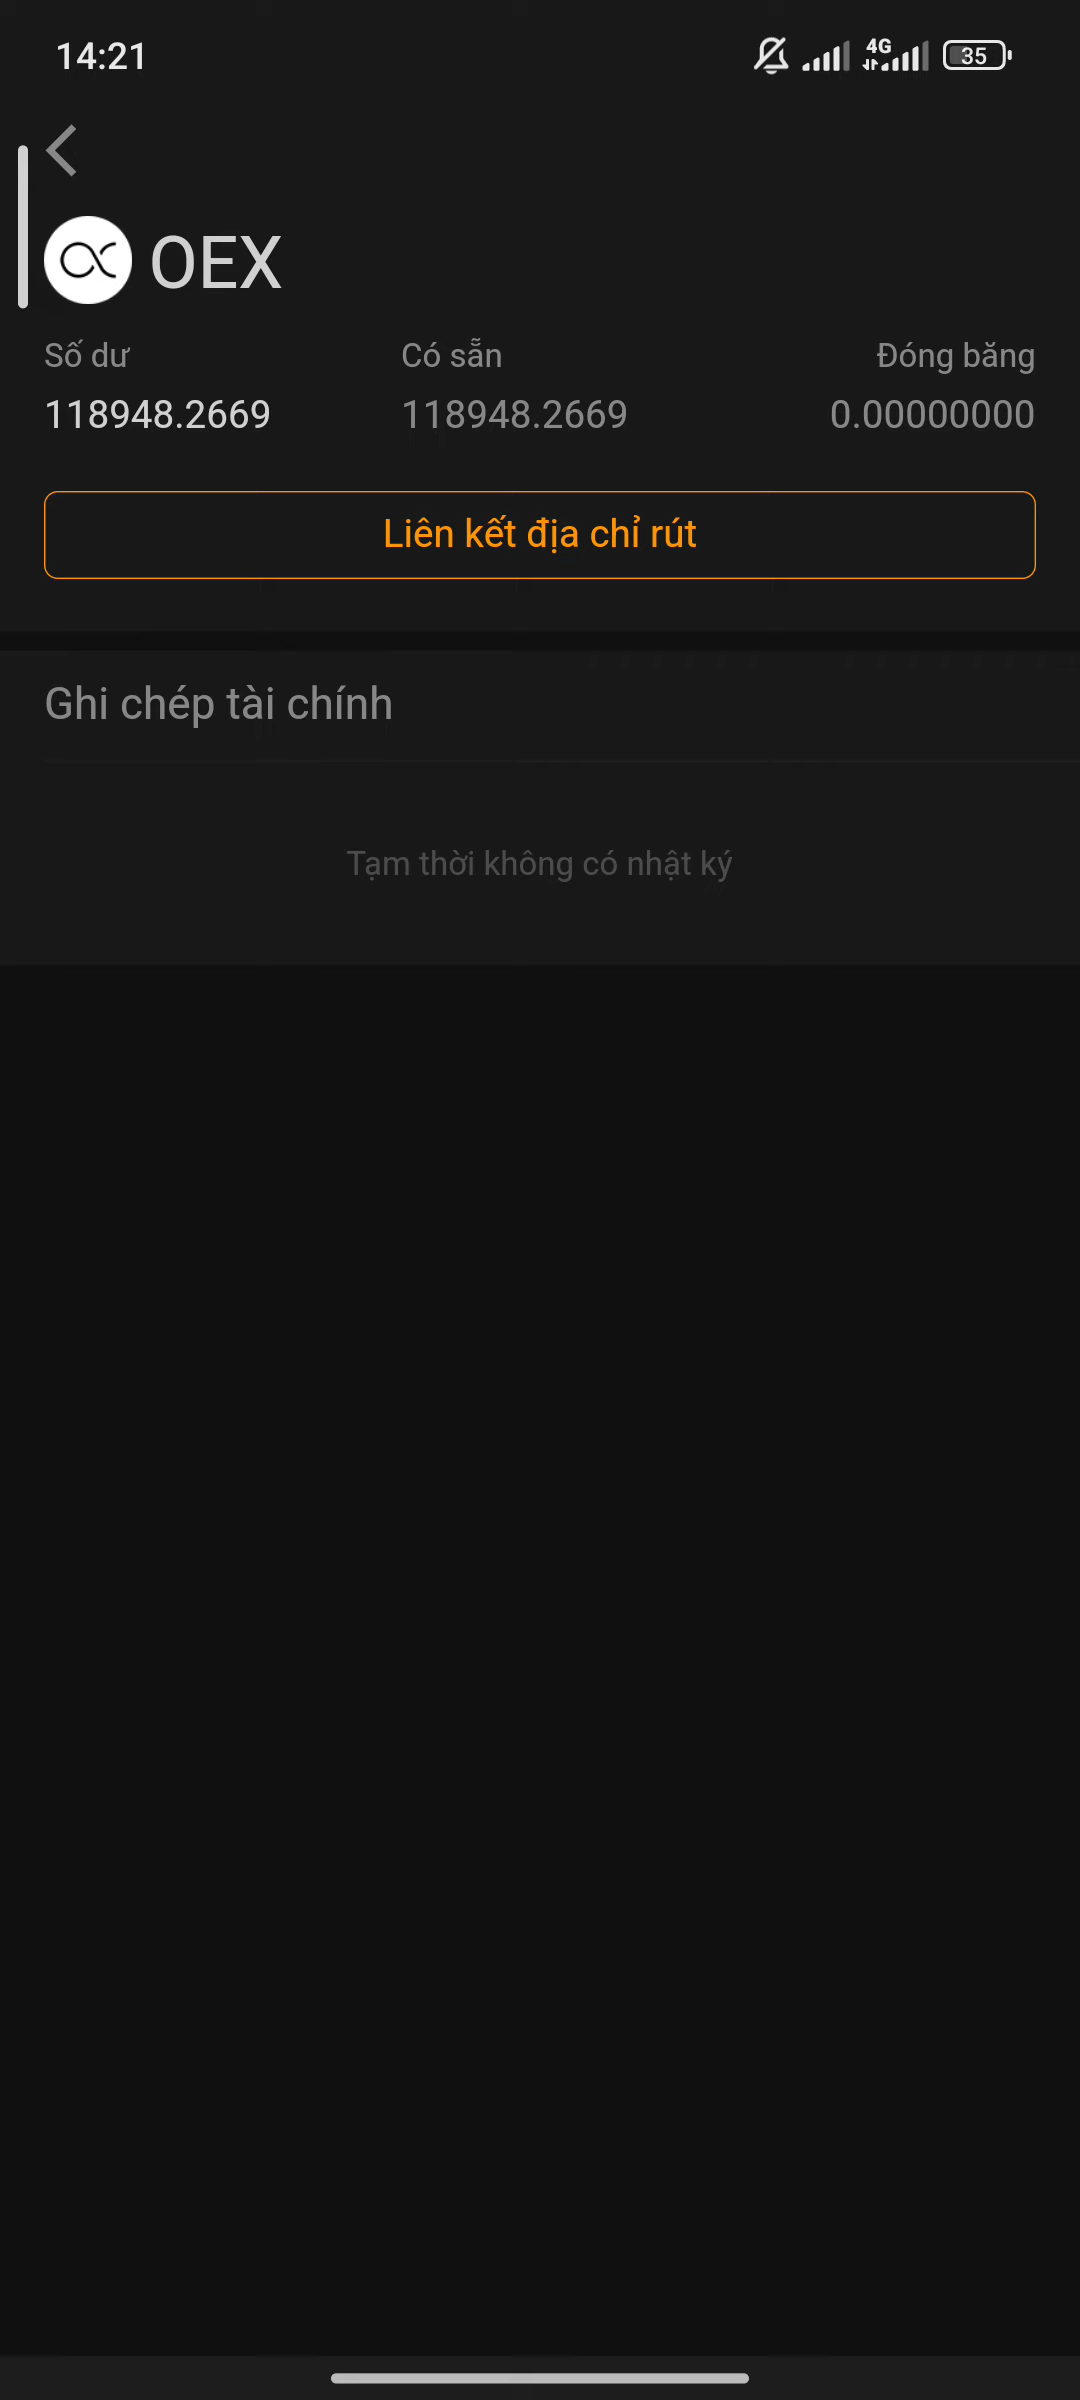 14:21
4G
35
OEX
Số dư
Có sẵn
Đóng băng
118948.2669
118948.2669
0.00000000
Liên kết địa chỉ rút
Ghi chép tài chính
Tạm thời không có nhật ký